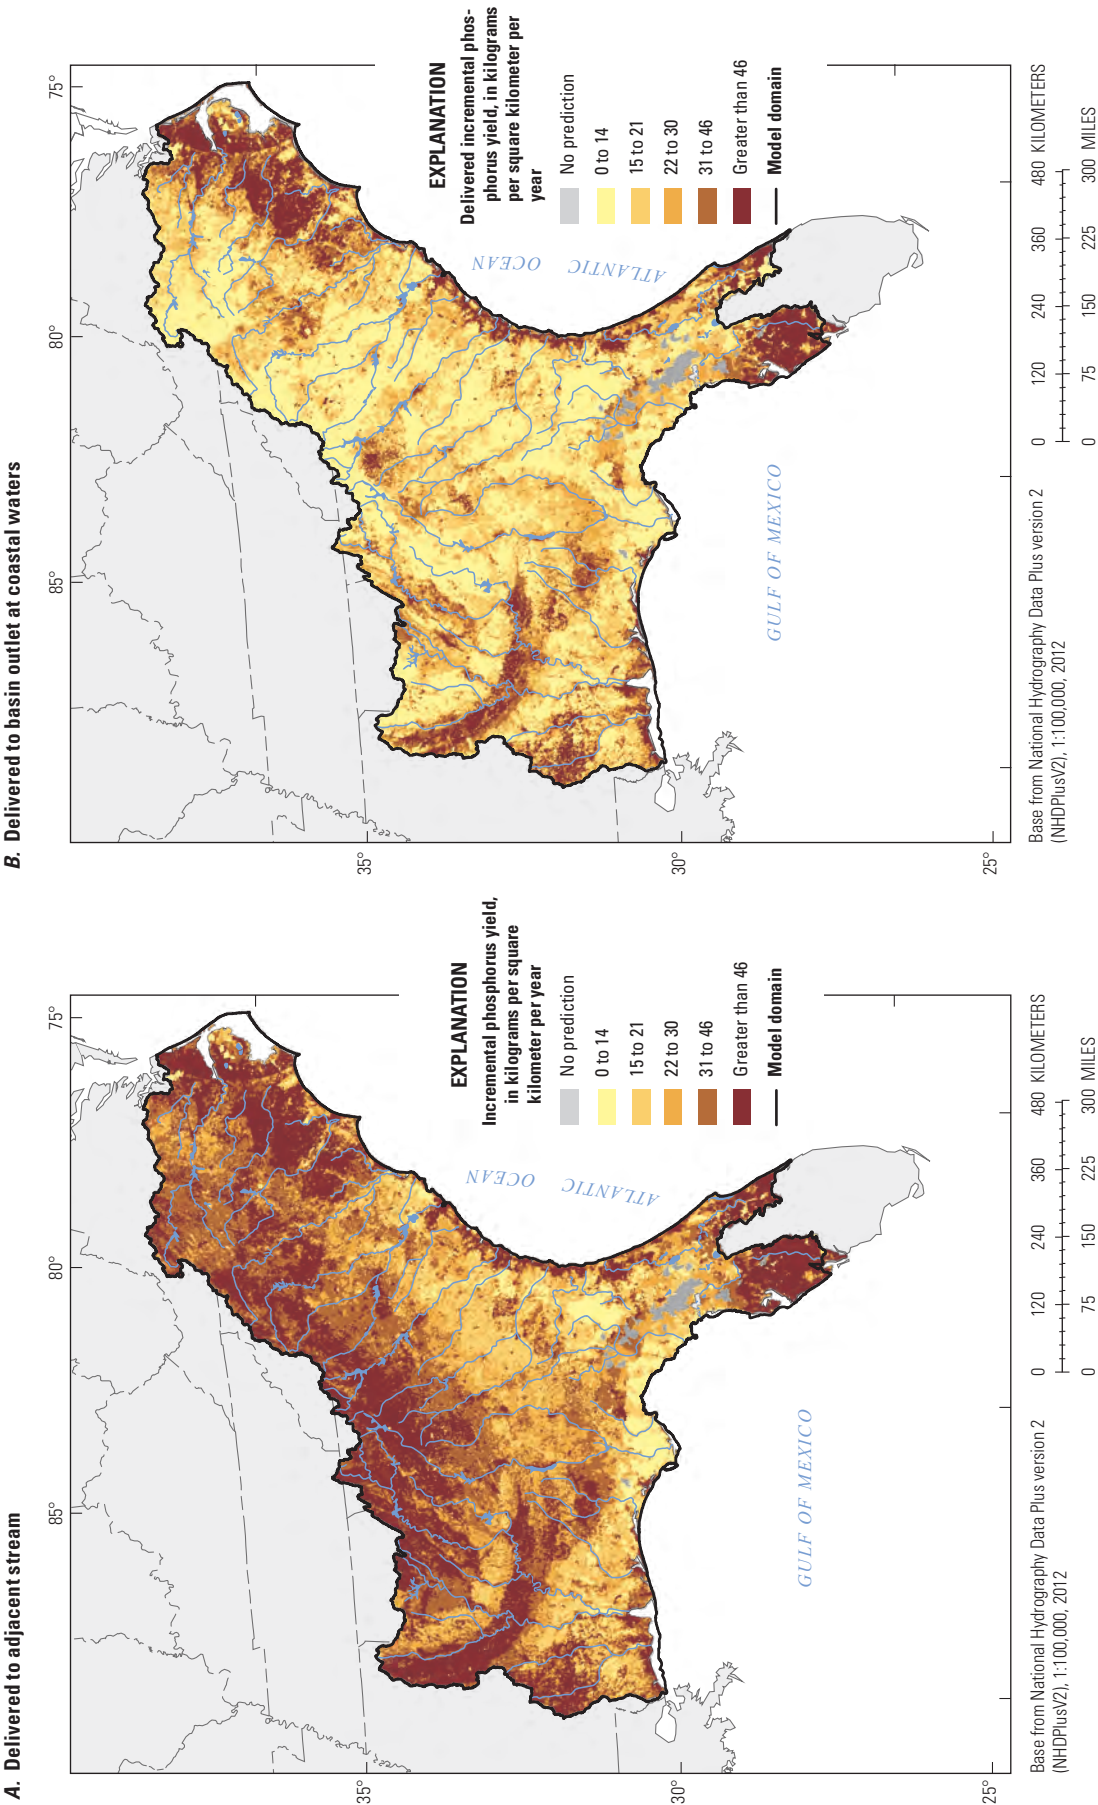 A. Delivered to adjacent stream
85°
80°
75°
35°
30°
25°
EXPLANATION
Incremental phosphorus yield,
in kilograms per square
kilometer per year
No prediction
0 to 14
15 to 21
22 to 30
31 to 46
Greater than 46
Model domain
ATLANTIC
OCEAN
GULF OF MEXICO
Base from National Hydrography Data Plus version 2
(NHDPlusV2), 1:100,000, 2012
0 120 240 360 480 KILOMETERS
0 75 150 225 300 MILES
B. Delivered to basin outlet at coastal waters
85°
80°
75°
35°
30°
25°
EXPLANATION
Delivered incremental phos-
phorus yield, in kilograms
per square kilometer per
year
No prediction
0 to 14
15 to 21
22 to 30
31 to 46
Greater than 46
Model domain
ATLANTIC
OCEAN
GULF OF MEXICO
Base from National Hydrography Data Plus version 2
(NHDPlusV2), 1:100,000, 2012
0 120 240 360 480 KILOMETERS
0 75 150 225 300 MILES